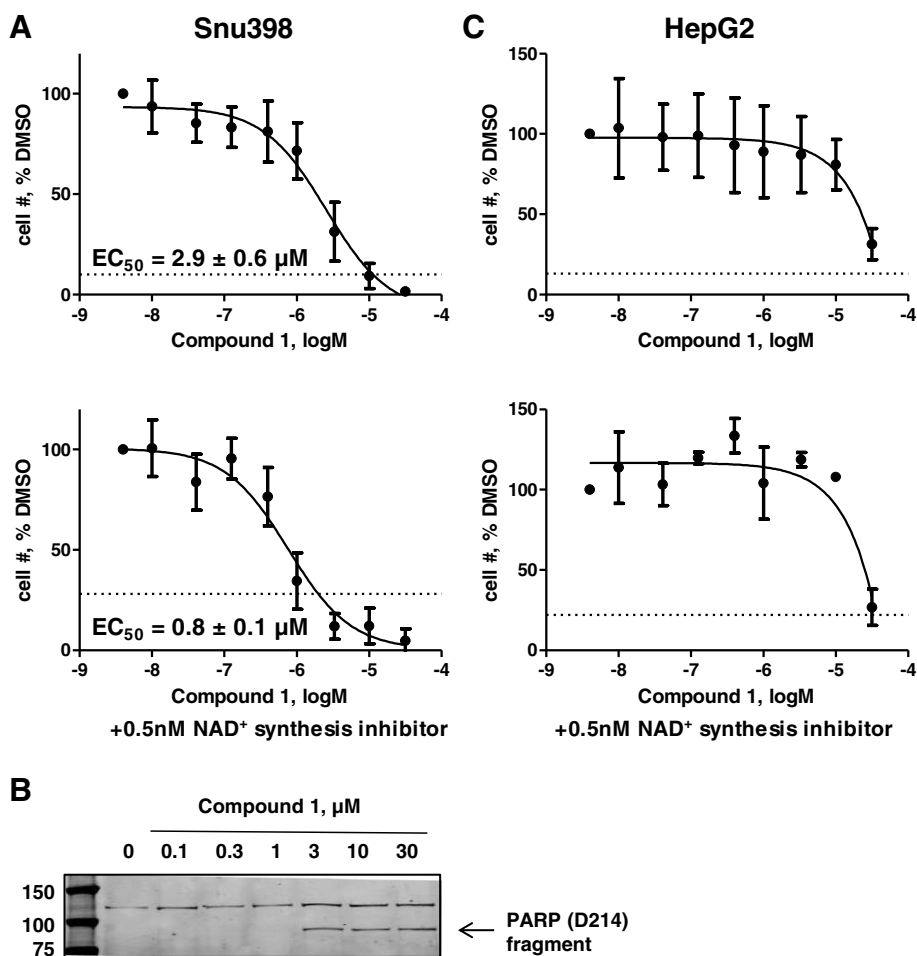 A
Snu398
100
50
0
cell #, % DMSO
EC50 = 2.9 ± 0.6 µM
-9 -8 -7 -6 -5 -4
Compound 1, logM
C
HepG2
150
100
50
0
cell #, % DMSO
-9 -8 -7 -6 -5 -4
Compound 1, logM
100
50
0
cell #, % DMSO
EC50 = 0.8 ± 0.1 µM
-9 -8 -7 -6 -5 -4
Compound 1, logM
+0.5nM NAD+ synthesis inhibitor
150
100
50
0
cell #, % DMSO
-9 -8 -7 -6 -5 -4
Compound 1, logM
+0.5nM NAD+ synthesis inhibitor
B
Compound 1, µM
0 0.1 0.3 1 3 10 30
150
100
75
PARP (D214)
fragment